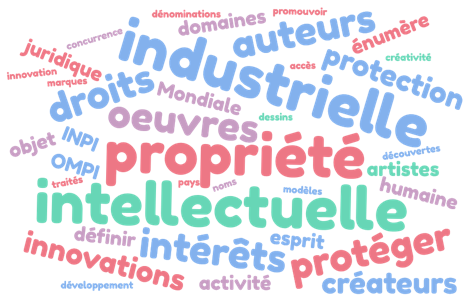 dénominations
promouvoir
domaines
auteurs
énumère
concurrence
juridique
industrielle
protection
créativité
innovation
marques
accès
droits
Mondiale
oeuvres
dessins
objet
INPI
propriété
découvertes
OMPI
artistes
traités
pays
noms
modèles
humaine
intellectuelle
définir
intérêts
esprit
protéger
innovations
activité
créateurs
développement